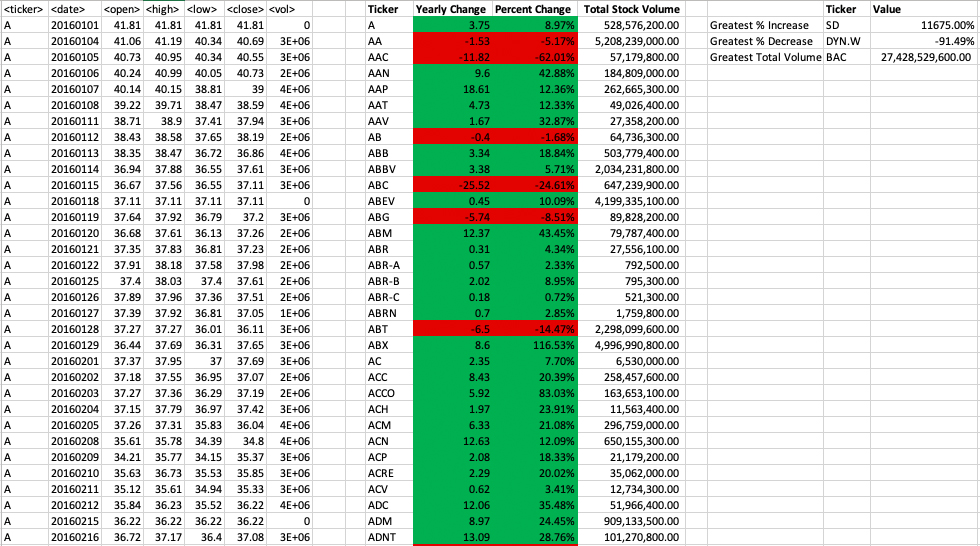 <ticker> <date> <open> <high> <low> <close> <vol> Ticker Yearly Change Percent Change Total Stock Volume Ticker Value
A 20160101 41.81 41.81 41.81 41.81 0 A 3.75 8.97% 528,576,200.00 Greatest % Increase SD 11675.00%
A 20160104 41.06 41.19 40.34 40.69 3E+06 AA -1.53 -5.17% 5,208,239,000.00 Greatest % Decrease DYN.W -91.49%
A 20160105 40.73 40.95 40.34 40.55 3E+06 AAC -11.82 -62.01% 57,179,800.00 Greatest Total Volume BAC 27,428,529,600.00
A 20160106 40.24 40.99 40.05 40.73 2E+06 AAN 9.6 42.88% 184,809,000.00
A 20160107 40.14 40.15 38.81 39 4E+06 AAP 18.61 12.36% 262,665,300.00
A 20160108 39.22 39.71 38.47 38.59 4E+06 AAT 4.73 12.33% 49,026,400.00
A 20160111 38.71 38.9 37.41 37.94 3E+06 AAV 1.67 32.87% 27,358,200.00
A 20160112 38.43 38.58 37.65 38.19 2E+06 AB -0.4 -1.68% 64,736,300.00
A 20160113 38.35 38.47 36.72 36.86 4E+06 ABB 3.34 18.84% 503,779,400.00
A 20160114 36.94 37.88 36.55 37.61 3E+06 ABBV 3.38 5.71% 2,034,231,800.00
A 20160115 36.67 37.56 36.55 37.11 3E+06 ABC -25.52 -24.61% 647,239,900.00
A 20160118 37.11 37.11 37.11 37.11 0 ABEV 0.45 10.09% 4,199,335,100.00
A 20160119 37.64 37.92 36.79 37.2 3E+06 ABG -5.74 -8.51% 89,828,200.00
A 20160120 36.68 37.61 36.13 37.26 2E+06 ABM 12.37 43.45% 79,787,400.00
A 20160121 37.35 37.83 36.81 37.23 2E+06 ABR 0.31 4.34% 27,556,100.00
A 20160122 37.91 38.18 37.58 37.98 2E+06 ABR-A 0.57 2.33% 792,500.00
A 20160125 37.4 38.03 37.4 37.61 2E+06 ABR-B 2.02 8.95% 795,300.00
A 20160126 37.89 37.96 37.36 37.51 2E+06 ABR-C 0.18 0.72% 521,300.00
A 20160127 37.39 37.92 36.81 37.05 1E+06 ABRN 0.7 2.85% 1,759,800.00
A 20160128 37.27 37.27 36.01 36.11 3E+06 ABT -6.5 -14.47% 2,298,099,600.00
A 20160129 36.44 37.69 36.31 37.65 3E+06 ABX 8.6 116.53% 4,996,990,800.00
A 20160201 37.37 37.95 37 37.69 3E+06 AC 2.35 7.70% 6,530,000.00
A 20160202 37.18 37.55 36.95 37.07 2E+06 ACC 8.43 20.39% 258,457,600.00
A 20160203 37.27 37.36 36.29 37.19 2E+06 ACCO 5.92 83.03% 163,653,100.00
A 20160204 37.15 37.79 36.97 37.42 3E+06 ACH 1.97 23.91% 11,563,400.00
A 20160205 37.26 37.31 35.83 36.04 4E+06 ACM 6.33 21.08% 296,759,000.00
A 20160208 35.61 35.78 34.39 34.8 4E+06 ACN 12.63 12.09% 650,155,300.00
A 20160209 34.21 35.77 34.15 35.37 3E+06 ACP 2.08 18.33% 21,179,200.00
A 20160210 35.63 36.73 35.53 35.85 3E+06 ACRE 2.29 20.02% 35,062,000.00
A 20160211 35.12 35.61 34.94 35.33 3E+06 ACV 0.62 3.41% 12,734,300.00
A 20160212 35.84 36.23 35.52 36.22 4E+06 ADC 12.06 35.48% 51,966,400.00
A 20160215 36.22 36.22 36.22 36.22 0 ADM 8.97 24.45% 909,133,500.00
A 20160216 36.72 37.17 36.4 37.08 3E+06 ADNT 13.09 28.76% 101,270,800.00